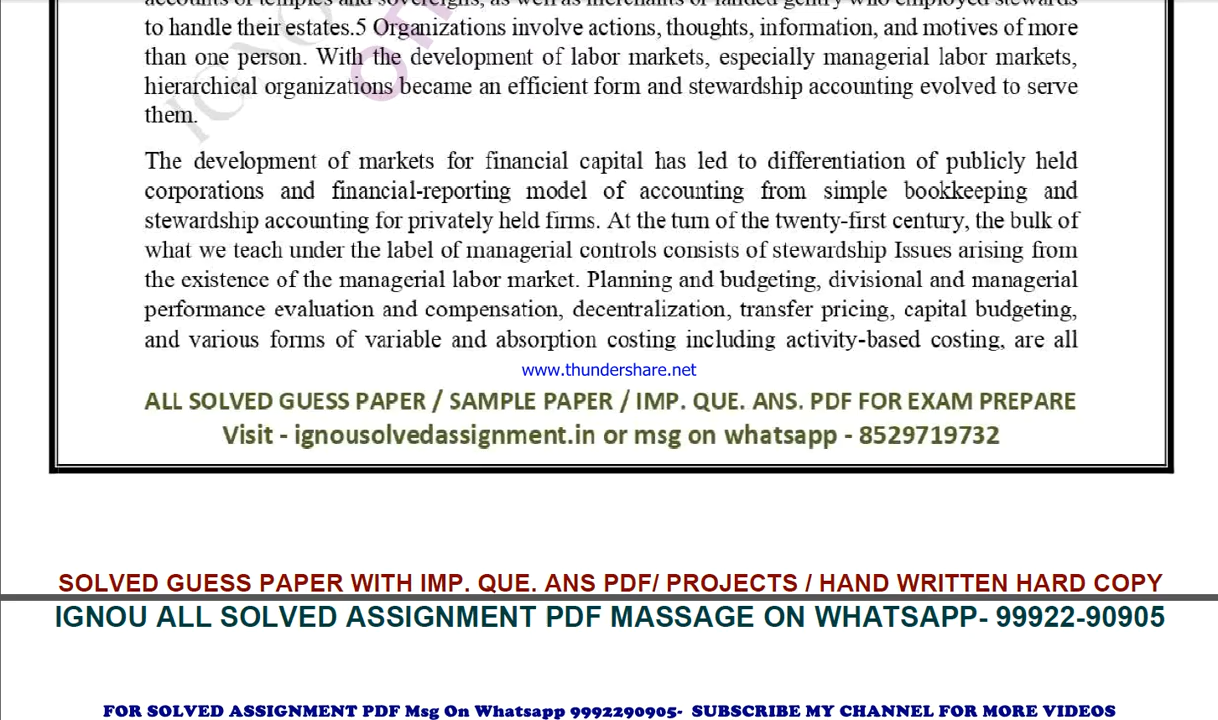 accounts of temples and sovereigns, as well as merchants or landed gentry who employed stewards
to handle their estates.5 Organizations involve actions, thoughts, information, and motives of more
than one person. With the development of labor markets, especially managerial labor markets,
hierarchical organizations became an efficient form and stewardship accounting evolved to serve
them.
The development of markets for financial capital has led to differentiation of publicly held
corporations and financial-reporting model of accounting from simple bookkeeping and
stewardship accounting for privately held firms. At the turn of the twenty-first century, the bulk of
what we teach under the label of managerial controls consists of stewardship Issues arising from
the existence of the managerial labor market. Planning and budgeting, divisional and managerial
performance evaluation and compensation, decentralization, transfer pricing, capital budgeting,
and various forms of variable and absorption costing including activity-based costing, are all
www.thundershare.net
ALL SOLVED GUESS PAPER / SAMPLE PAPER / IMP. QUE. ANS. PDF FOR EXAM PREPARE
Visit - ignousolvedassignment.in or msg on whatsapp - 8529719732
SOLVED GUESS PAPER WITH IMP. QUE. ANS PDF/ PROJECTS / HAND WRITTEN HARD COPY
IGNOU ALL SOLVED ASSIGNMENT PDF MASSAGE ON WHATSAPP- 99922-90905
FOR SOLVED ASSIGNMENT PDF Msg On Whatsapp 9992290905- SUBSCRIBE MY CHANNEL FOR MORE VIDEOS